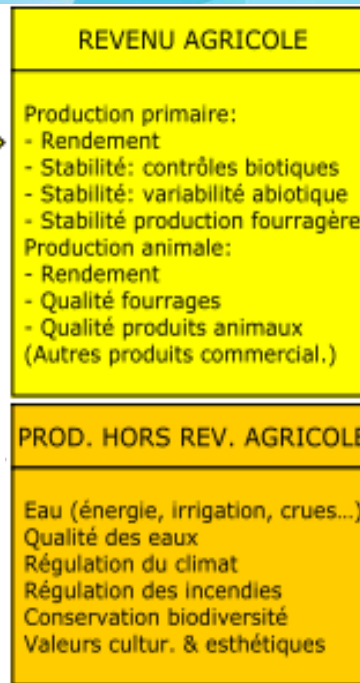 REVENU AGRICOLE
Production primaire:
- Rendement
- Stabilité: contrôles biotiques
- Stabilité: variabilité abiotique
- Stabilité production fourragère
Production animale:
- Rendement
- Qualité fourrages
- Qualité produits animaux
(Autres produits commercial.)
PROD. HORS REV. AGRICOLE
Eau (énergie, irrigation, crues...)
Qualité des eaux
Régulation du climat
Régulation des incendies
Conservation biodiversité
Valeurs cultur. & esthétiques